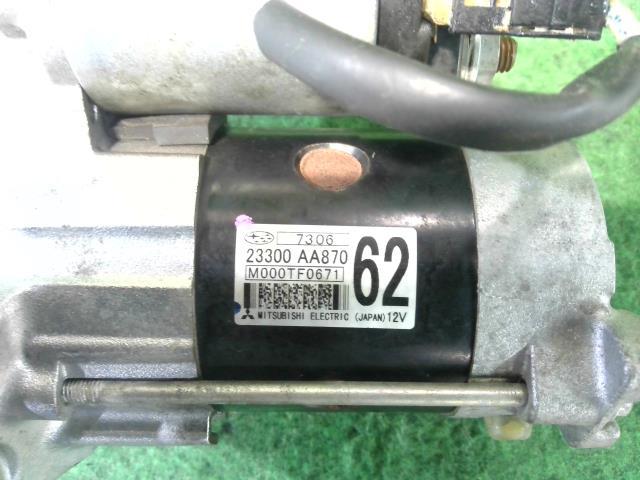 7306
23300 AA870
M000TF0671
62
MITSUBISHI ELECTRIC (JAPAN) 12V